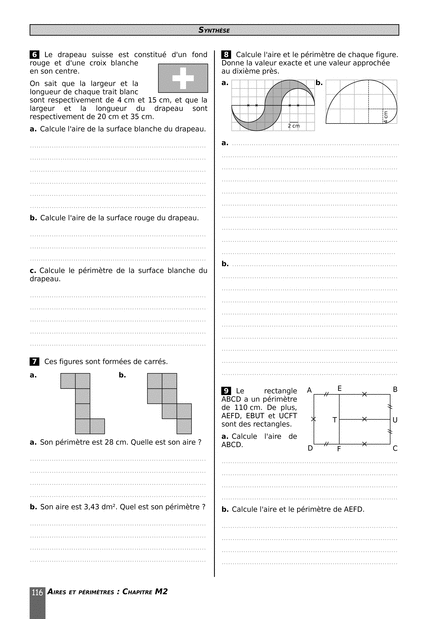 SYNTHÈSE
6 Le drapeau suisse est constitué d'un fond
rouge et d'une croix blanche
en son centre.
On sait que la largeur et la
longueur de chaque trait blanc
sont respectivement de 4 cm et 15 cm, et que la
largeur et la longueur du drapeau sont
respectivement de 20 cm et 35 cm.
a. Calcule l'aire de la surface blanche du drapeau.
b. Calcule l'aire de la surface rouge du drapeau.
c. Calcule le périmètre de la surface blanche du
drapeau.
7 Ces figures sont formées de carrés.
a.
b.
a. Son périmètre est 28 cm. Quelle est son aire ?
b. Son aire est 3,43 dm². Quel est son périmètre ?
8 Calcule l'aire et le périmètre de chaque figure.
Donne la valeur exacte et une valeur approchée
au dixième près.
a.
b.
2 cm
4 cm
a.
b.
9 Le rectangle
ABCD a un périmètre
de 110 cm. De plus,
AEFD, EBUT et UCFT
sont des rectangles.
a. Calcule l'aire de
ABCD.
A E B
T U
D F C
b. Calcule l'aire et le périmètre de AEFD.
116 AIRES ET PÉRIMÈTRES : CHAPITRE M2